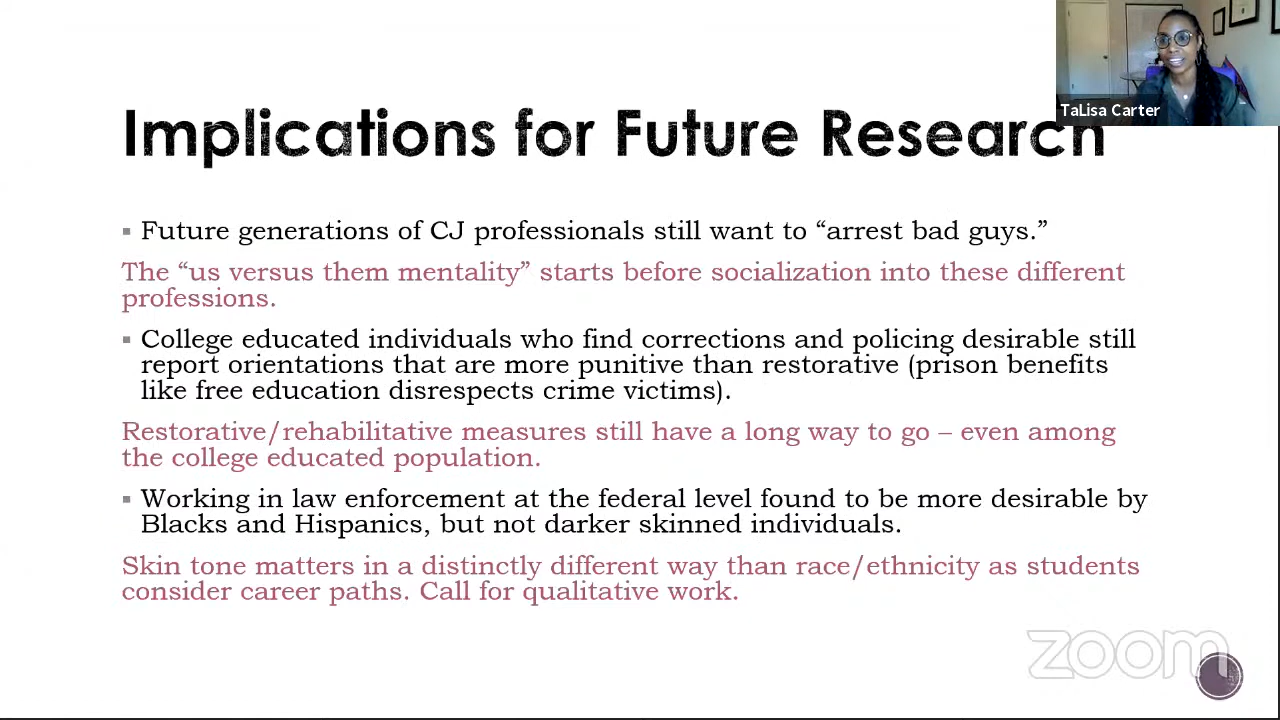 TaLisa Carter
Implications for Future Research
▪ Future generations of CJ professionals still want to “arrest bad guys.”
The “us versus them mentality” starts before socialization into these different
professions.
▪ College educated individuals who find corrections and policing desirable still
report orientations that are more punitive than restorative (prison benefits
like free education disrespects crime victims).
Restorative/rehabilitative measures still have a long way to go – even among
the college educated population.
▪ Working in law enforcement at the federal level found to be more desirable by
Blacks and Hispanics, but not darker skinned individuals.
Skin tone matters in a distinctly different way than race/ethnicity as students
consider career paths. Call for qualitative work.
zoom